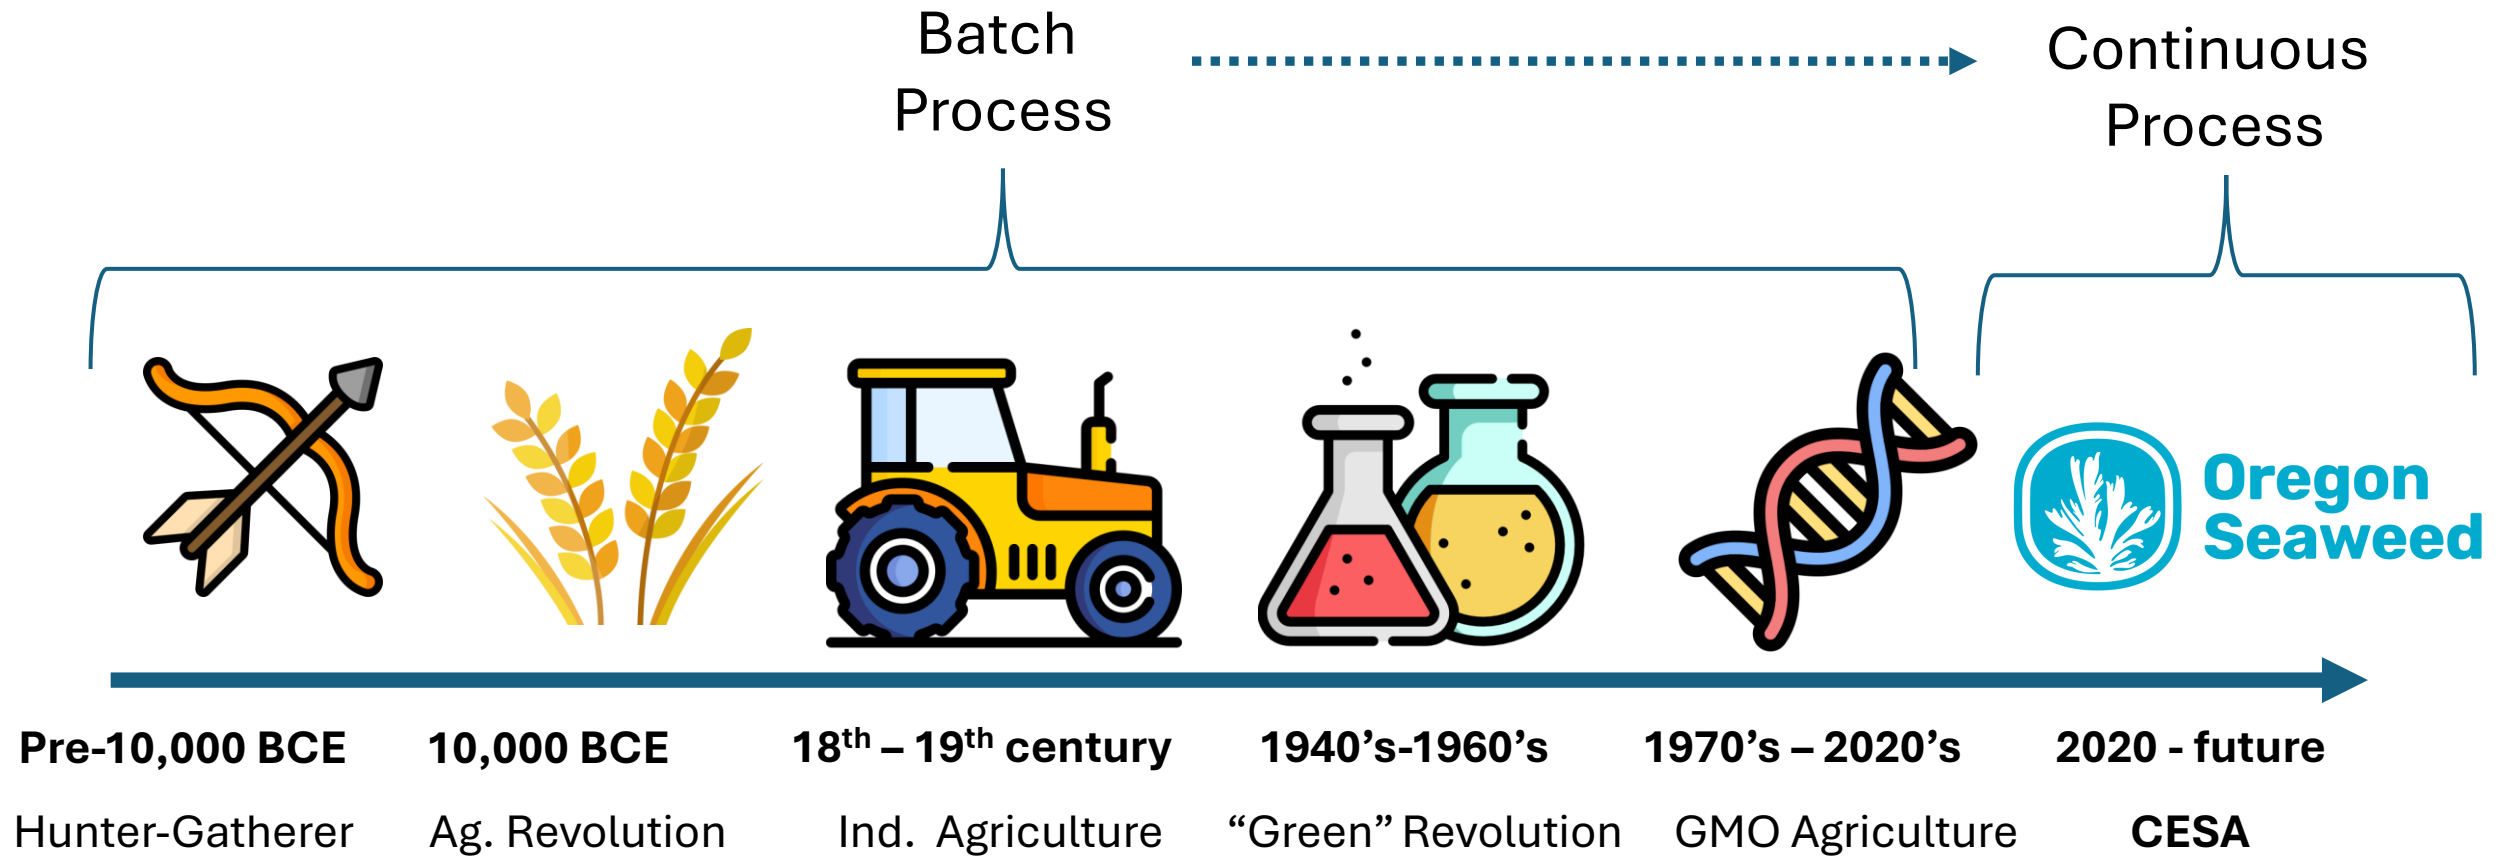 Batch
Process
Continuous
Process
Oregon
Seaweed
Pre-10,000 BCE
10,000 BCE
18th – 19th century
1940’s-1960’s
1970’s – 2020’s
2020 - future
Hunter-Gatherer
Ag. Revolution
Ind. Agriculture
“Green” Revolution
GMO Agriculture
CESA